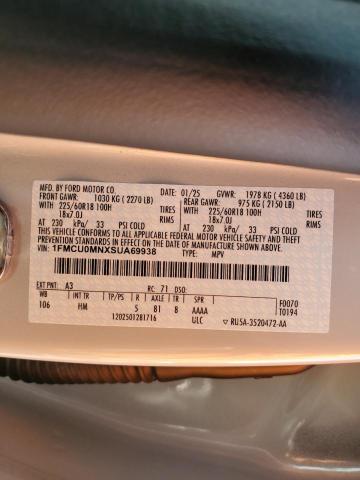 MFD. BY FORD MOTOR CO.
DATE: 01/25 GVWR: 1978 KG ( 4360 LB)
FRONT GAWR: 1030 KG ( 2270 LB) REAR GAWR: 975 KG ( 2150 LB)
WITH 225/60R18 100H TIRES WITH 225/60R18 100H TIRES
18x7.0J RIMS 18x7.0J RIMS
AT 230 kPa/ 33 PSI COLD AT 230 kPa/ 33 PSI COLD
THIS VEHICLE CONFORMS TO ALL APPLICABLE FEDERAL MOTOR VEHICLE SAFETY, BUMPER, AND THEFT PREVENTION STANDARDS IN EFFECT ON THE DATE OF MANUFACTURE SHOWN ABOVE.
VIN: 1FMCU0MNXSUA69938 TYPE: MPV
EXT PNT: A3 RC: 71 DSO: F0070
WB INT TR TP/PS R AXLE TR SPR T0194
106 HM 5 81 8 AAAA
1202501281716 ULC RU5A-3520472-AA